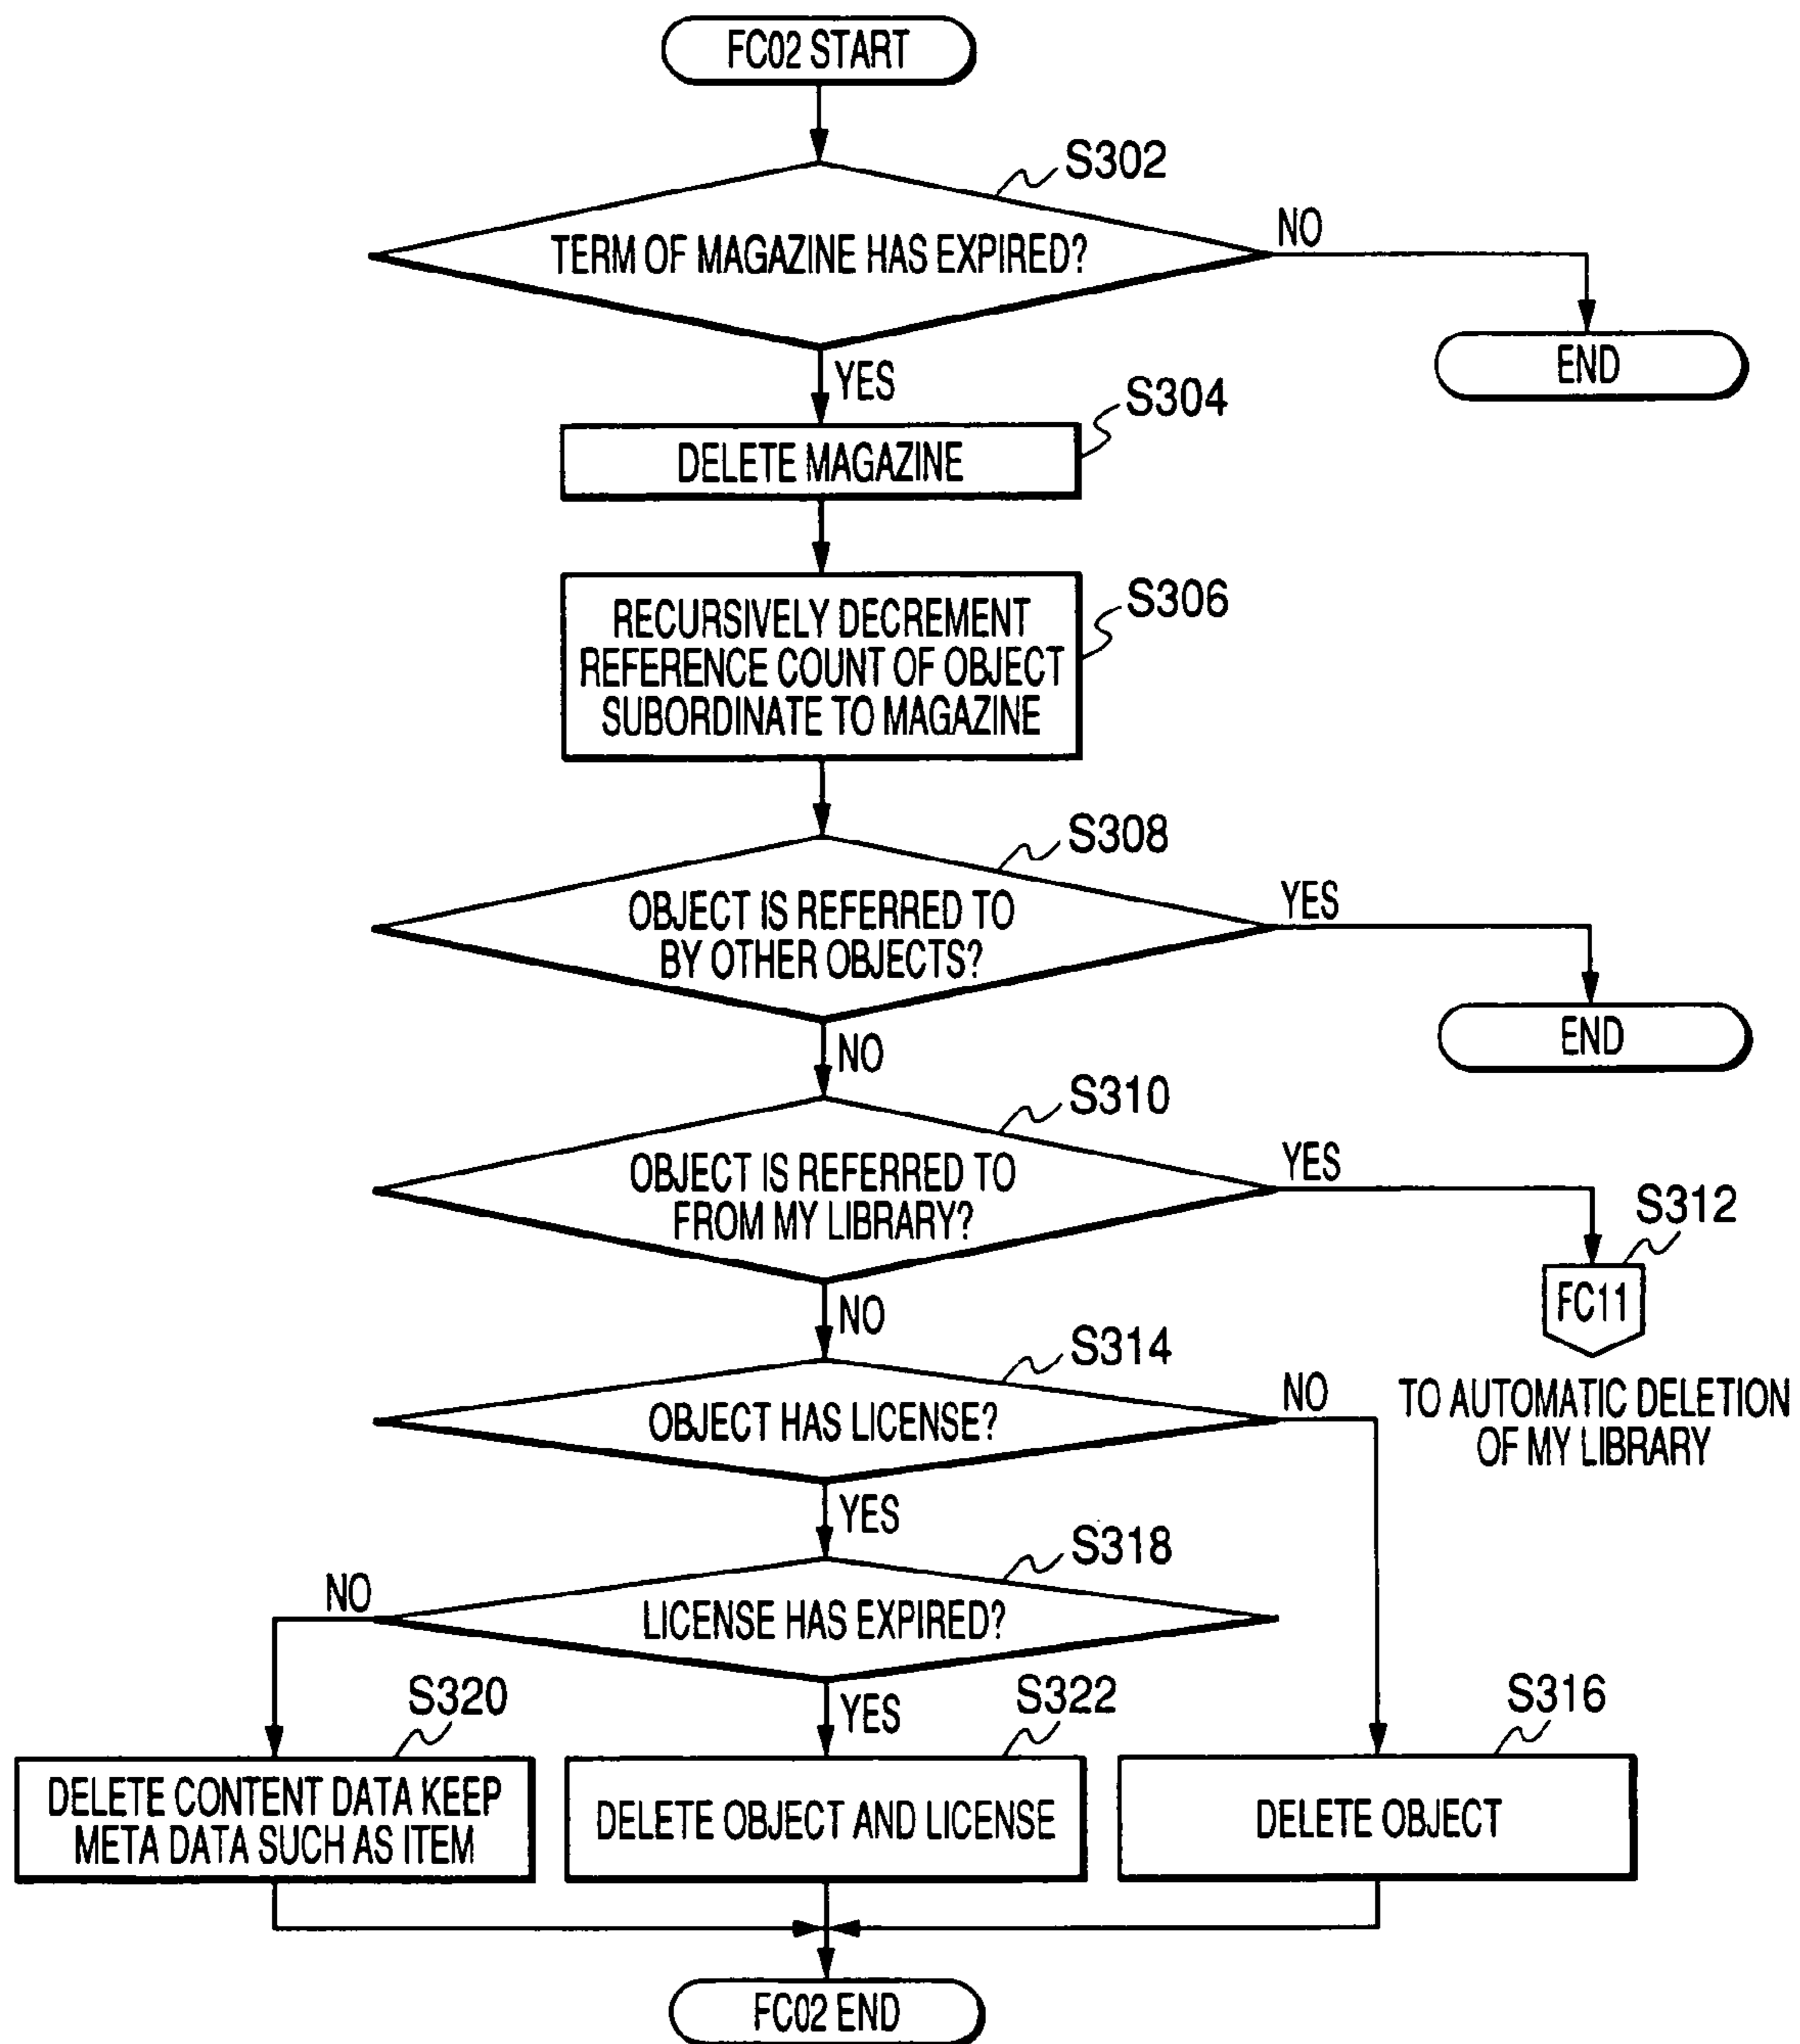 FC02 START
S302
TERM OF MAGAZINE HAS EXPIRED?
NO
END
YES
S304
DELETE MAGAZINE
S306
RECURSIVELY DECREMENT
REFERENCE COUNT OF OBJECT
SUBORDINATE TO MAGAZINE
S308
OBJECT IS REFERRED TO
BY OTHER OBJECTS?
YES
END
NO
S310
OBJECT IS REFERRED TO
FROM MY LIBRARY?
YES
S312
FC11
TO AUTOMATIC DELETION
OF MY LIBRARY
NO
S314
OBJECT HAS LICENSE?
NO
YES
S318
LICENSE HAS EXPIRED?
NO
S320
DELETE CONTENT DATA KEEP
META DATA SUCH AS ITEM
YES
S322
DELETE OBJECT AND LICENSE
S316
DELETE OBJECT
FC02 END